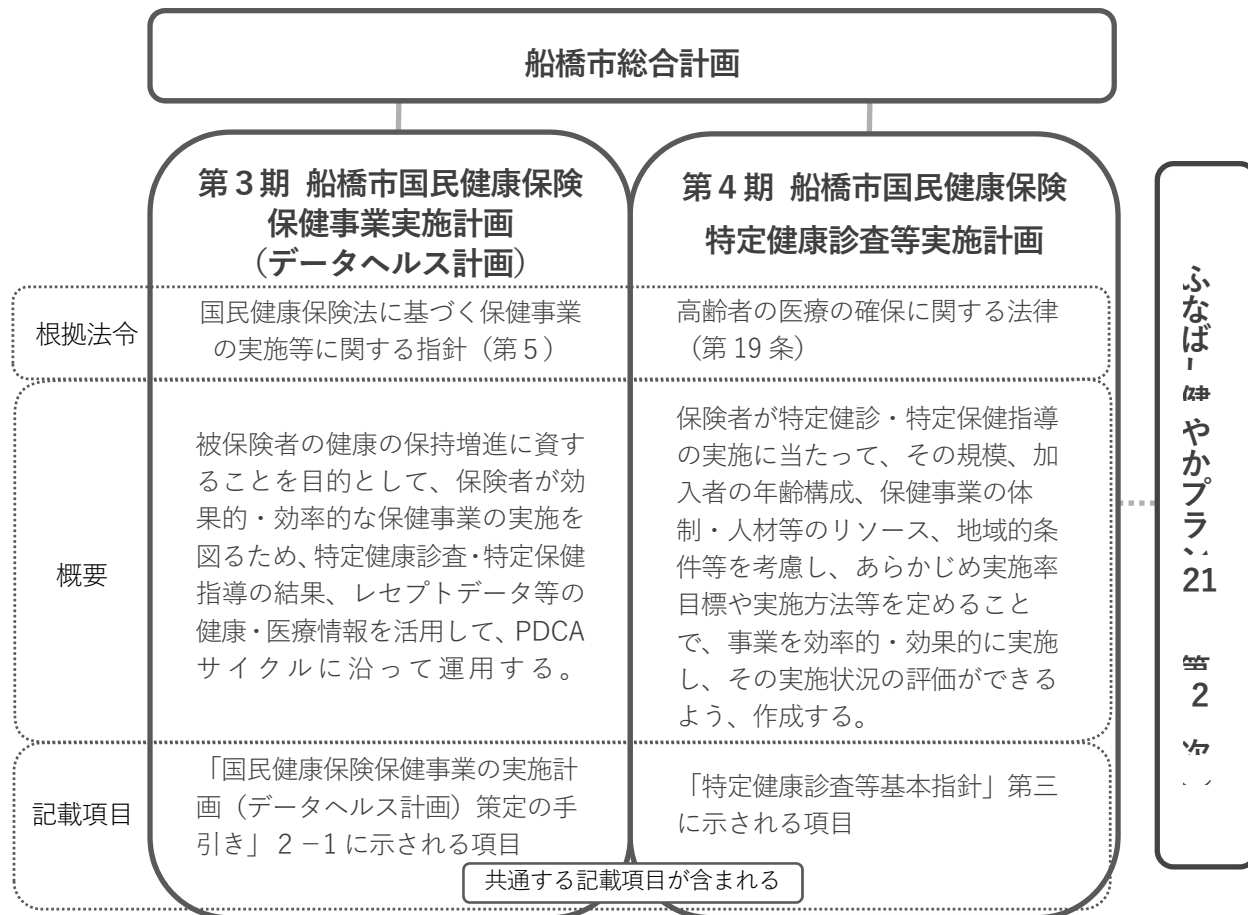 船橋市総合計画
第３期 船橋市国民健康保険
保健事業実施計画
（データヘルス計画）
第４期 船橋市国民健康保険
特定健康診査等実施計画
根拠法令
国民健康保険法に基づく保健事業
の実施等に関する指針（第５）
高齢者の医療の確保に関する法律
（第 19 条）
概要
被保険者の健康の保持増進に資す
ることを目的として、保険者が効
果的・効率的な保健事業の実施を
図るため、特定健康診査・特定保健
指導の結果、レセプトデータ等の
健康・医療情報を活用して、PDCA
サイクルに沿って運用する。
保険者が特定健診・特定保健指導
の実施に当たって、その規模、加
入者の年齢構成、保健事業の体
制・人材等のリソース、地域的条
件等を考慮し、あらかじめ実施率
目標や実施方法等を定めること
で、事業を効率的・効果的に実施
し、その実施状況の評価ができる
よう、作成する。
記載項目
「国民健康保険保健事業の実施計
画（データヘルス計画）策定の手
引き」２－１に示される項目
「特定健康診査等基本指針」第三
に示される項目
共通する記載項目が含まれる
ふなばし健やかプラン 21 第 2 次